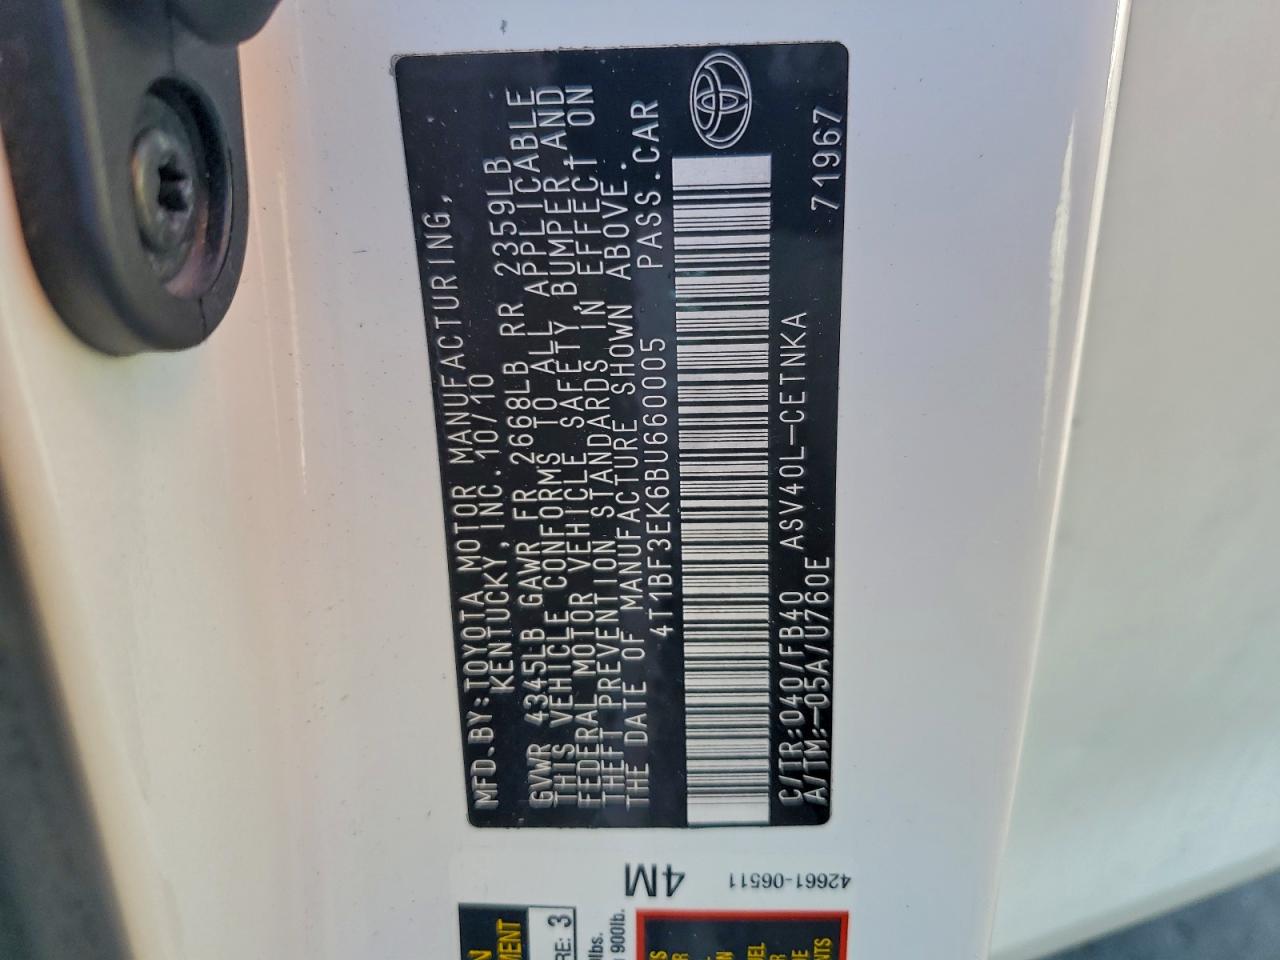 MFD.BY:TOYOTA MOTOR MANUFACTURING,
KENTUCKY,INC.10/10
GVWR 4345LB GAWR FR 2668LB RR 2359LB
THIS VEHICLE CONFORMS TO ALL APPLICABLE
FEDERAL MOTOR VEHICLE SAFETY,BUMPER,AND
THEFT PREVENTION STANDARDS IN EFFECT ON
THE DATE OF MANUFACTURE SHOWN ABOVE.
4T1BF3EK6BU660005 PASS.CAR
C/TR:040/FB40 ASV40L-CETNKA
A/TM:-05A/U760E 71967
4M
42661-06511
900lb.